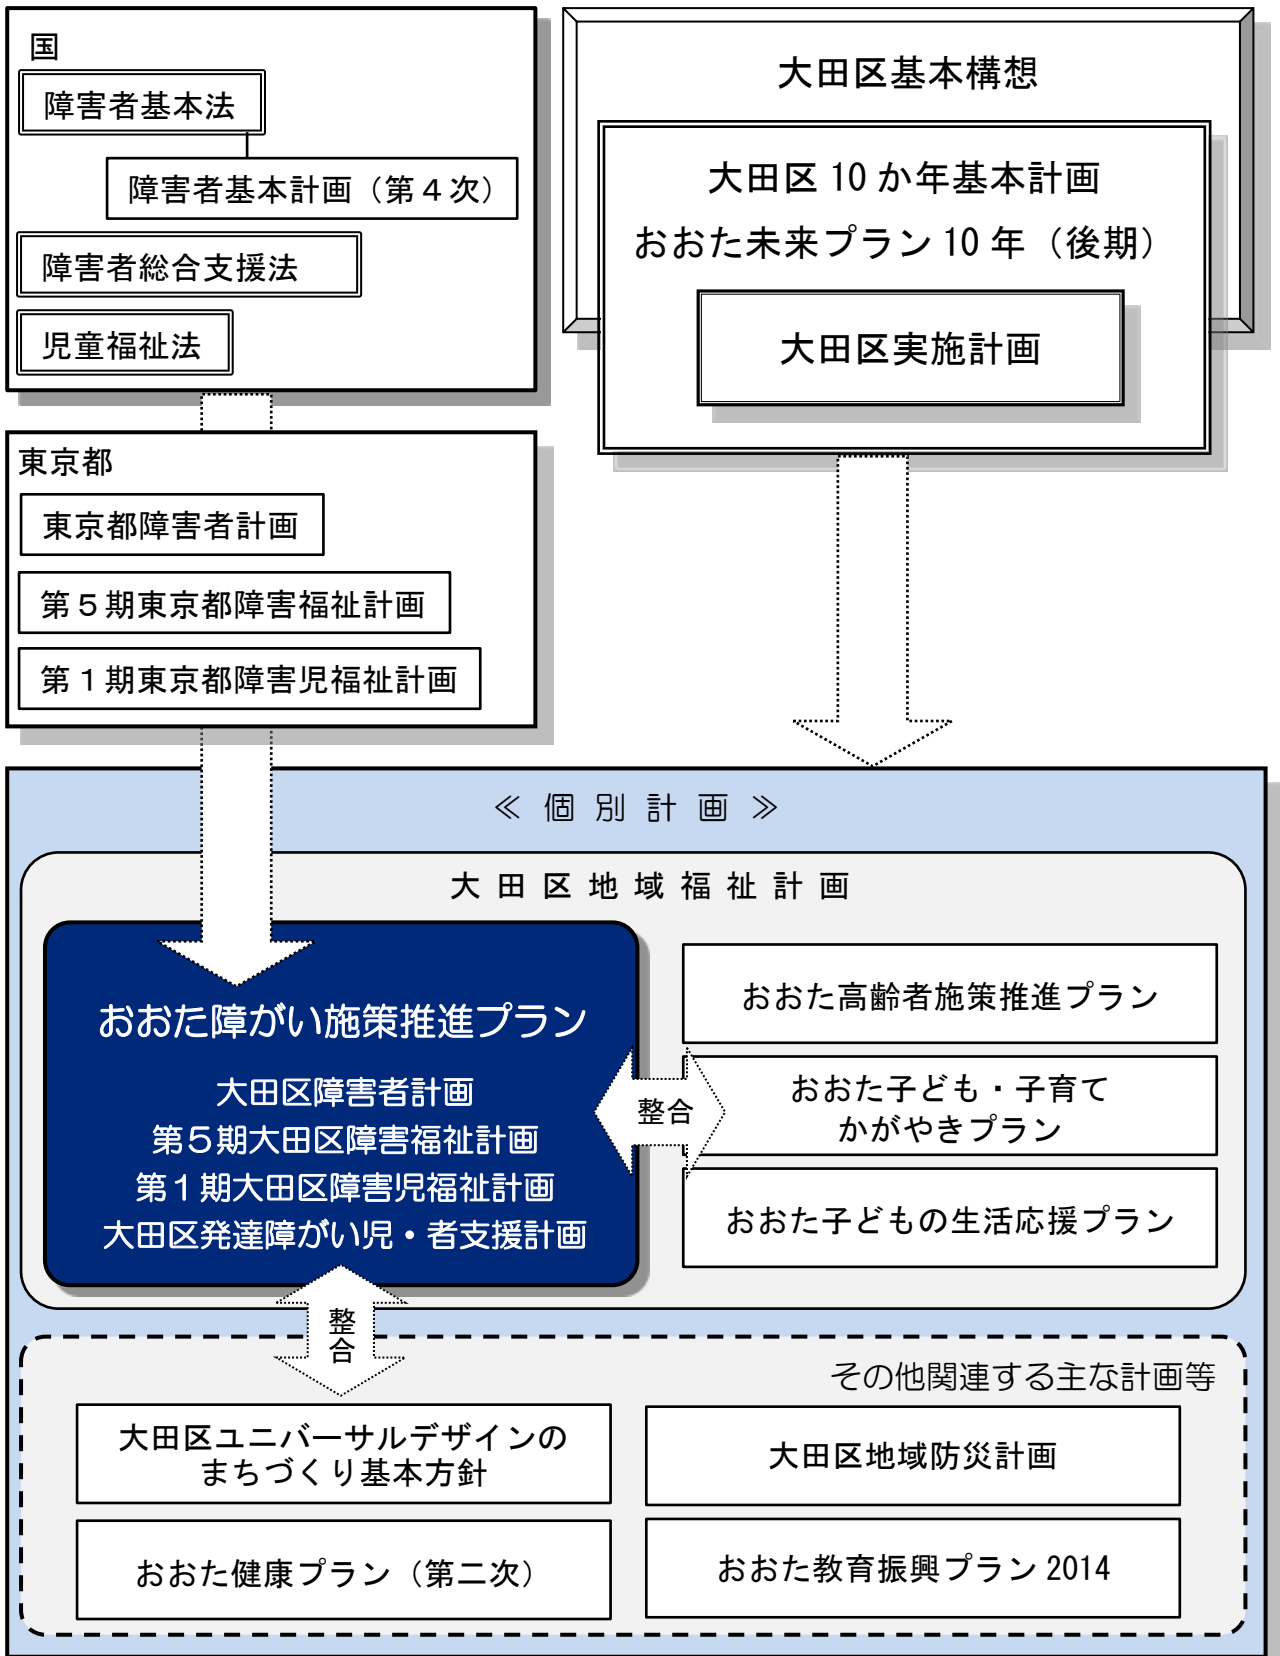 国
障害者基本法
障害者基本計画（第４次）
障害者総合支援法
児童福祉法
東京都
東京都障害者計画
第５期東京都障害福祉計画
第１期東京都障害児福祉計画
大田区基本構想
大田区 10 か年基本計画
おおた未来プラン 10 年（後期）
大田区実施計画
≪ 個 別 計 画 ≫
大 田 区 地 域 福 祉 計 画
おおた障がい施策推進プラン
大田区障害者計画
第５期大田区障害福祉計画
第１期大田区障害児福祉計画
大田区発達障がい児・者支援計画
整合
おおた高齢者施策推進プラン
おおた子ども・子育て
かがやきプラン
おおた子どもの生活応援プラン
整
合
その他関連する主な計画等
大田区ユニバーサルデザインの
まちづくり基本方針
大田区地域防災計画
おおた健康プラン（第二次）
おおた教育振興プラン 2014